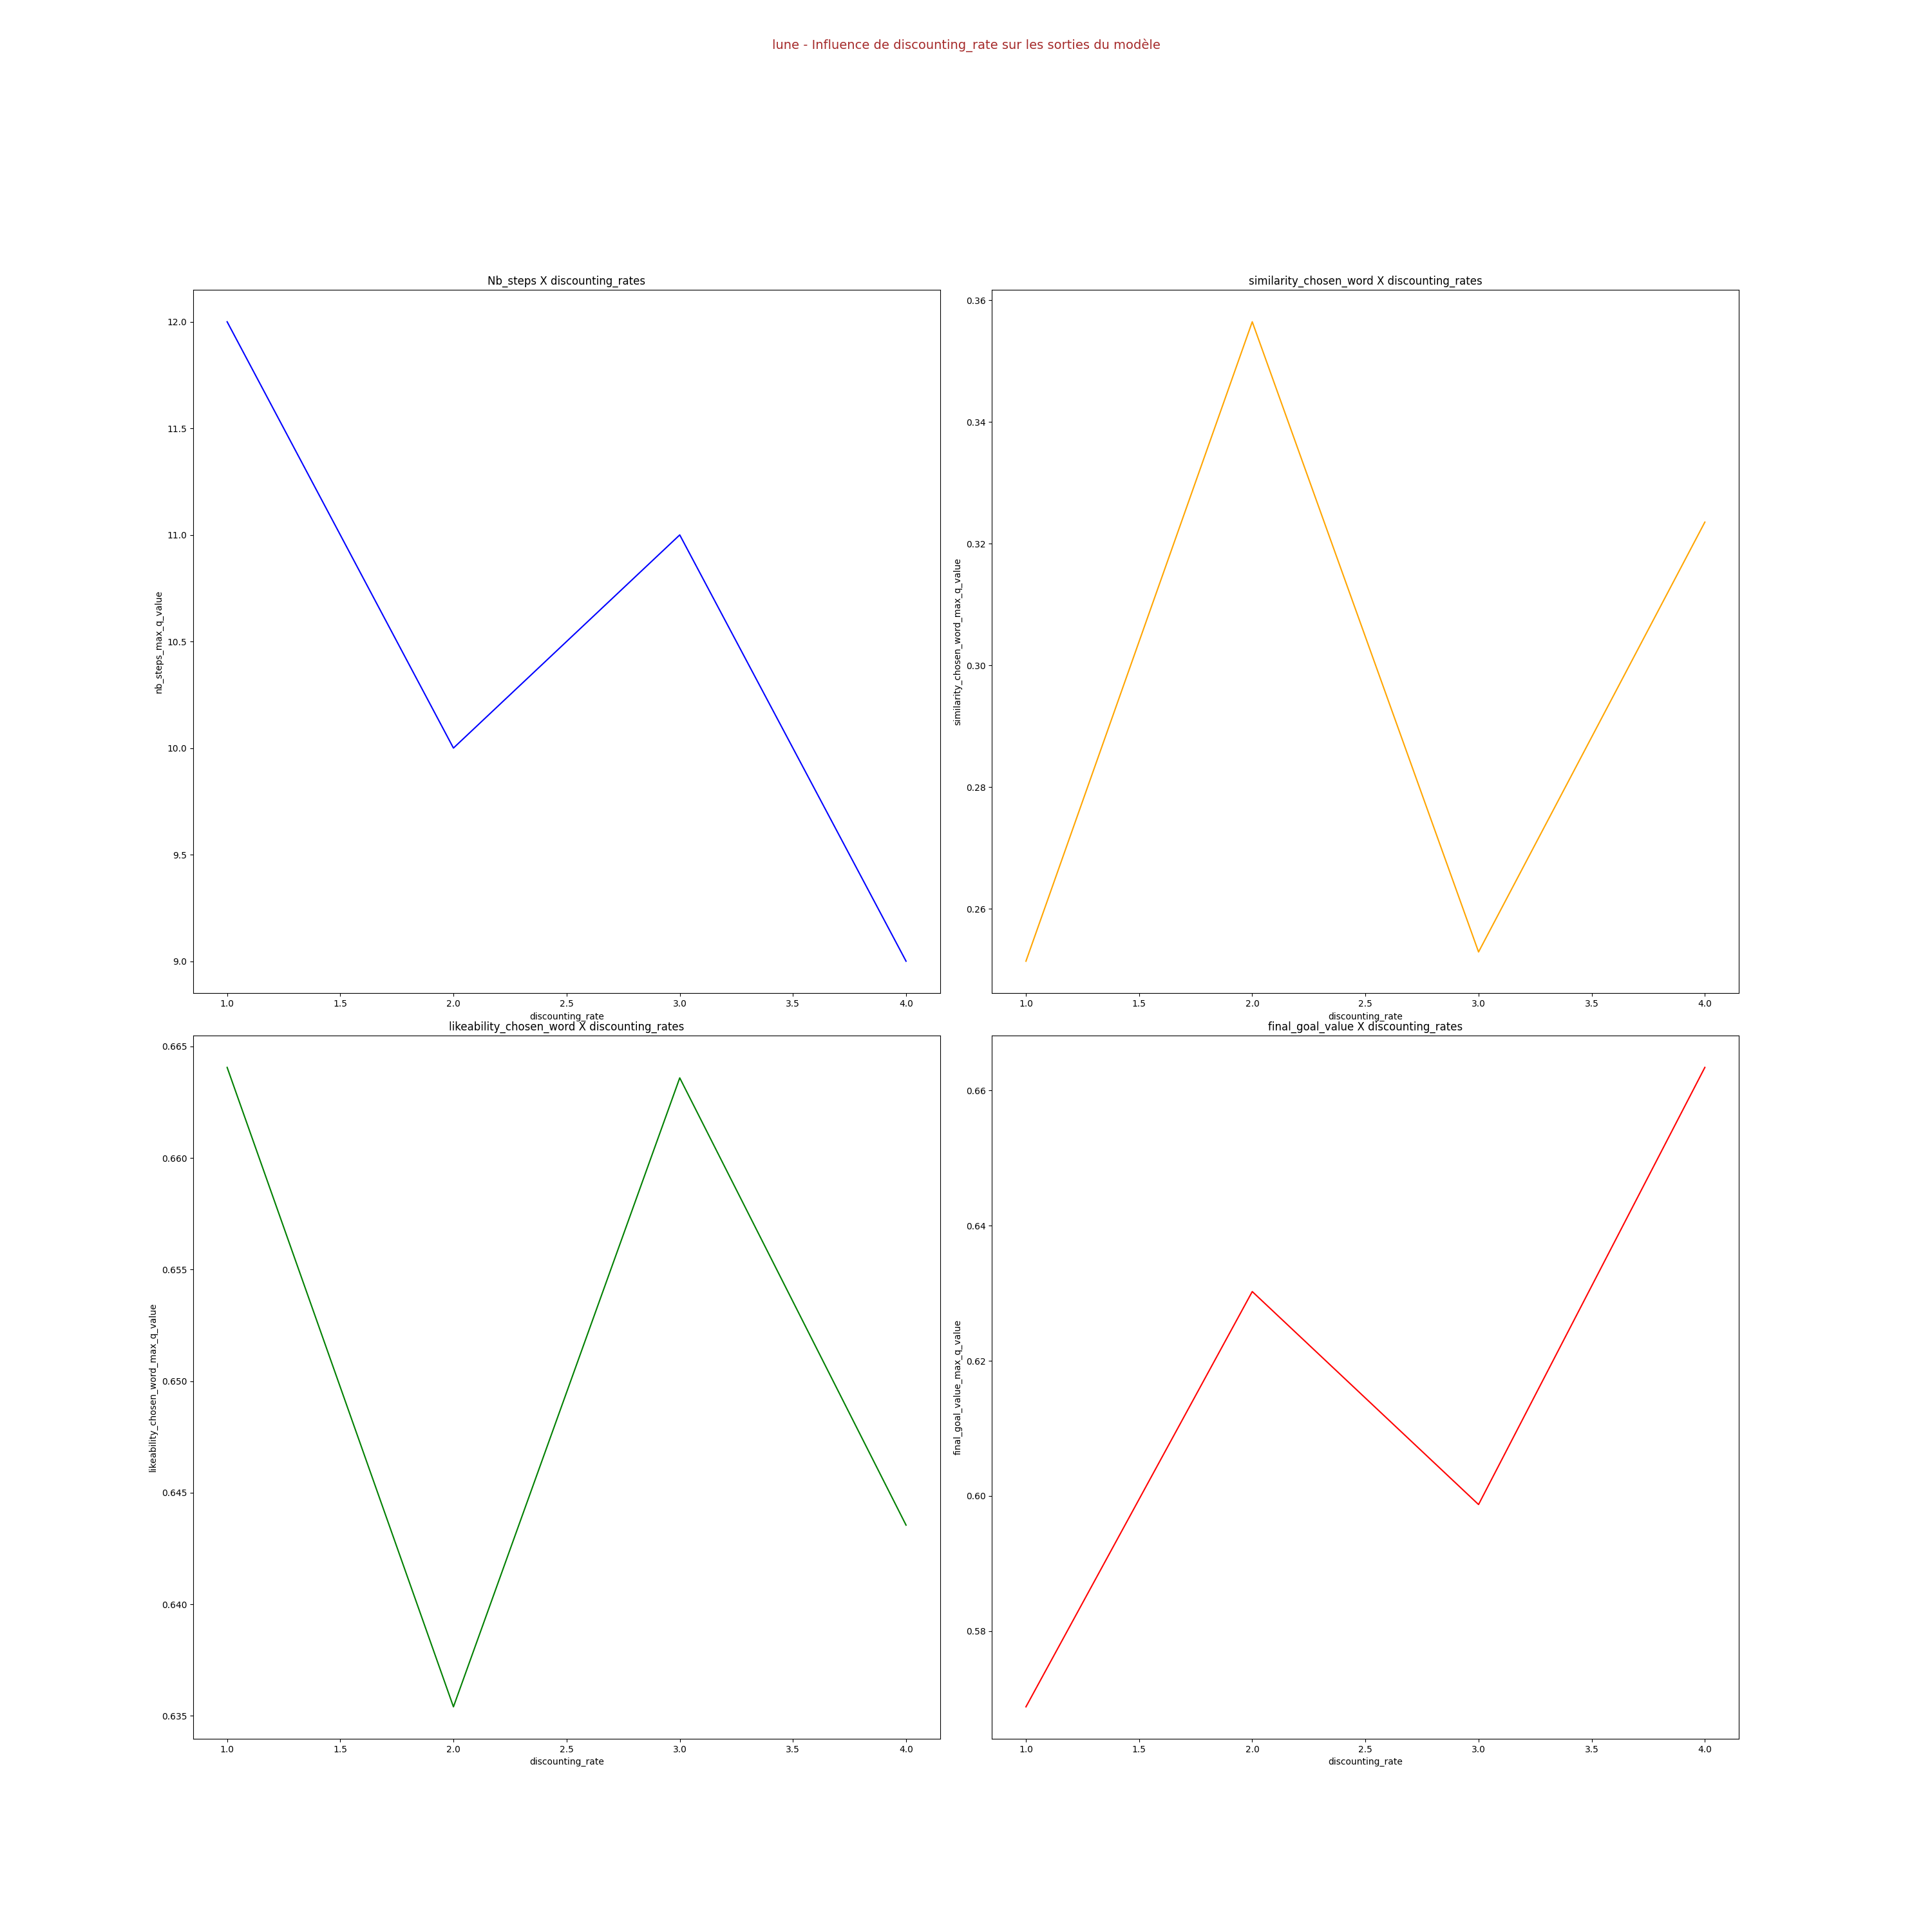 lune - Influence de discounting_rate sur les sorties du modèle
Nb_steps X discounting_rates
12.0
11.5
11.0
10.5
10.0
9.5
9.0
nb_steps_max_q_value
1.0 1.5 2.0 2.5 3.0 3.5 4.0
discounting_rate
similarity_chosen_word X discounting_rates
0.36
0.34
0.32
0.30
0.28
0.26
similarity_chosen_word_max_q_value
1.0 1.5 2.0 2.5 3.0 3.5 4.0
discounting_rate
likeability_chosen_word X discounting_rates
0.665
0.660
0.655
0.650
0.645
0.640
0.635
likeability_chosen_word_max_q_value
1.0 1.5 2.0 2.5 3.0 3.5 4.0
discounting_rate
final_goal_value X discounting_rates
0.66
0.64
0.62
0.60
0.58
final_goal_value_max_q_value
1.0 1.5 2.0 2.5 3.0 3.5 4.0
discounting_rate